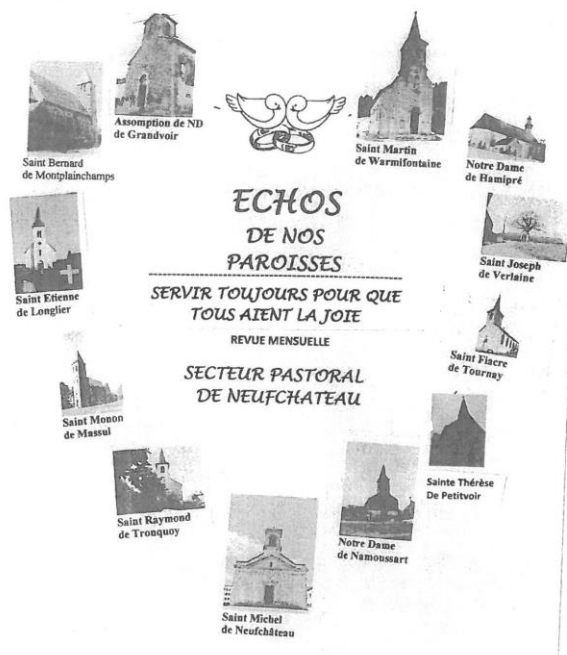 Assomption de ND
de Grandvoir
Saint Bernard
de Montplainchamps
Saint Martin
de Warmifontaine
Notre Dame
de Hamipré
ECHOS
DE NOS
PAROISSES
SERVIR TOUJOURS POUR QUE
TOUS AIENT LA JOIE
REVUE MENSUELLE
SECTEUR PASTORAL
DE NEUFCHATEAU
Saint Etienne
de Longlier
Saint Joseph
de Verlaine
Saint Fiacre
de Tournay
Saint Monon
de Massul
Sainte Thérèse
De Petitvoir
Saint Raymond
de Tronquoy
Notre Dame
de Namoussart
Saint Michel
de Neufchâteau